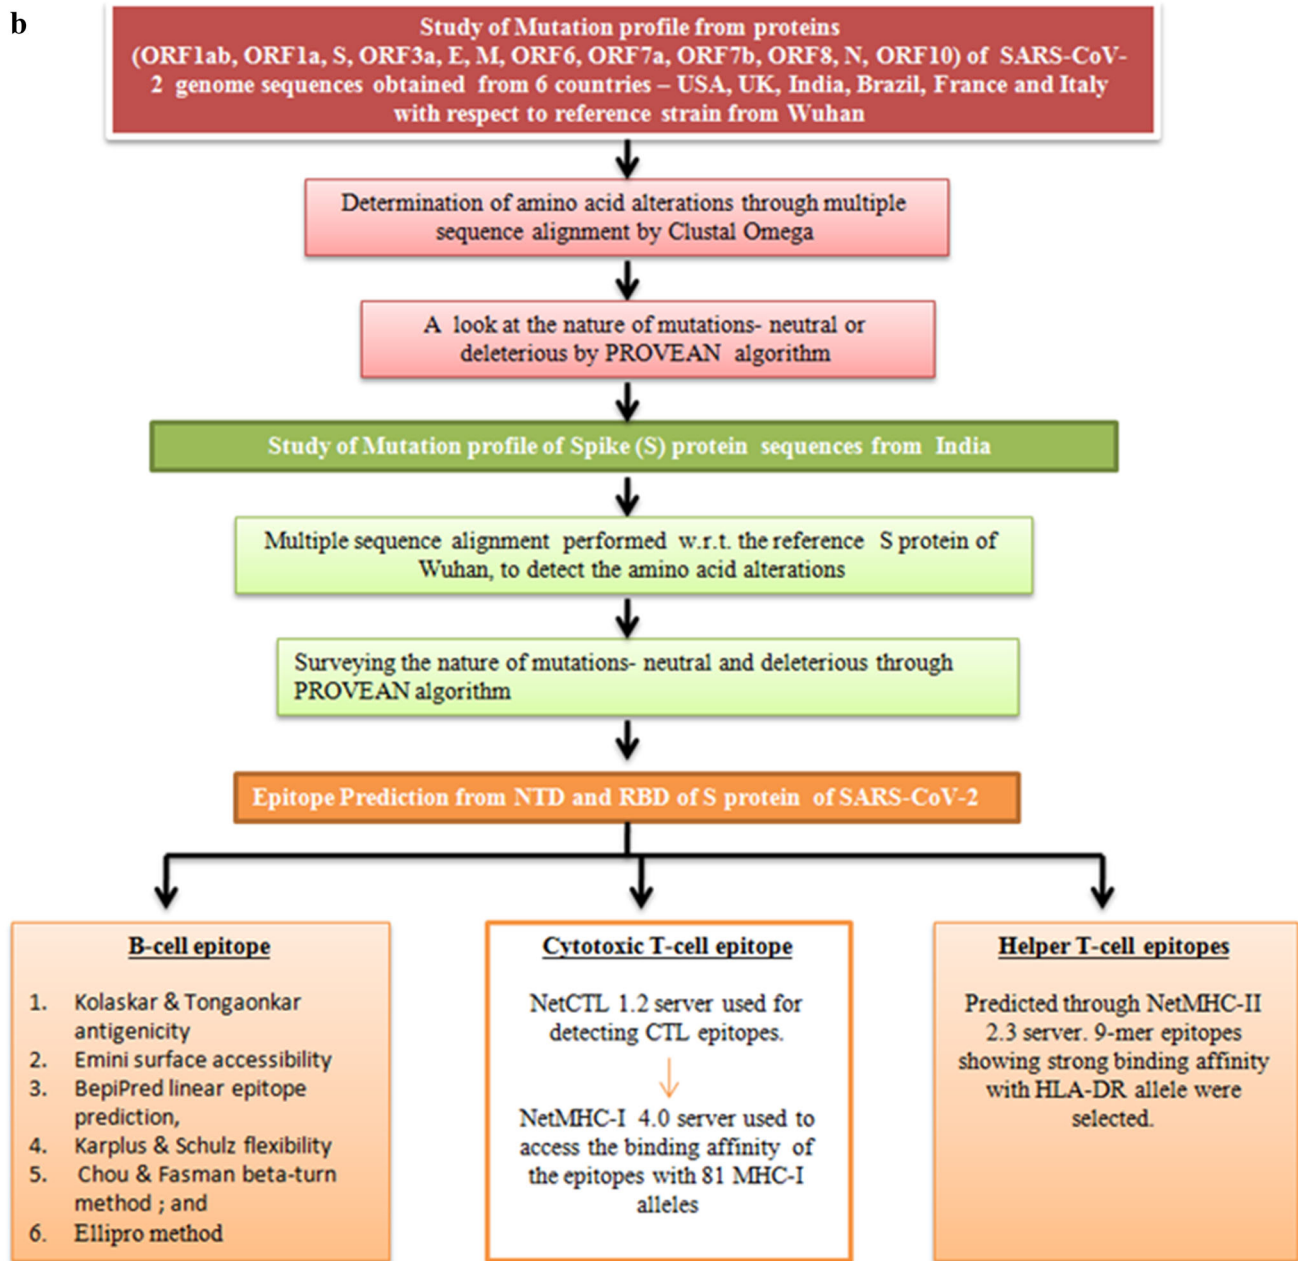 b
Study of Mutation profile from proteins
(ORF1ab, ORF1a, S, ORF3a, E, M, ORF6, ORF7a, ORF7b, ORF8, N, ORF10) of SARS-CoV-
2 genome sequences obtained from 6 countries – USA, UK, India, Brazil, France and Italy
with respect to reference strain from Wuhan
Determination of amino acid alterations through multiple
sequence alignment by Clustal Omega
A look at the nature of mutations- neutral or
deleterious by PROVEAN algorithm
Study of Mutation profile of Spike (S) protein sequences from India
Multiple sequence alignment performed w.r.t. the reference S protein of
Wuhan, to detect the amino acid alterations
Surveying the nature of mutations- neutral and deleterious through
PROVEAN algorithm
Epitope Prediction from NTD and RBD of S protein of SARS-CoV-2
B-cell epitope
1. Kolaskar & Tongaonkar
antigenicity
2. Emini surface accessibility
3. BepiPred linear epitope
prediction,
4. Karplus & Schulz flexibility
5. Chou & Fasman beta-turn
method ; and
6. Ellipro method
Cytotoxic T-cell epitope
NetCTL 1.2 server used for
detecting CTL epitopes.
NetMHC-I 4.0 server used to
access the binding affinity of
the epitopes with 81 MHC-I
alleles
Helper T-cell epitopes
Predicted through NetMHC-II
2.3 server. 9-mer epitopes
showing strong binding affinity
with HLA-DR allele were
selected.